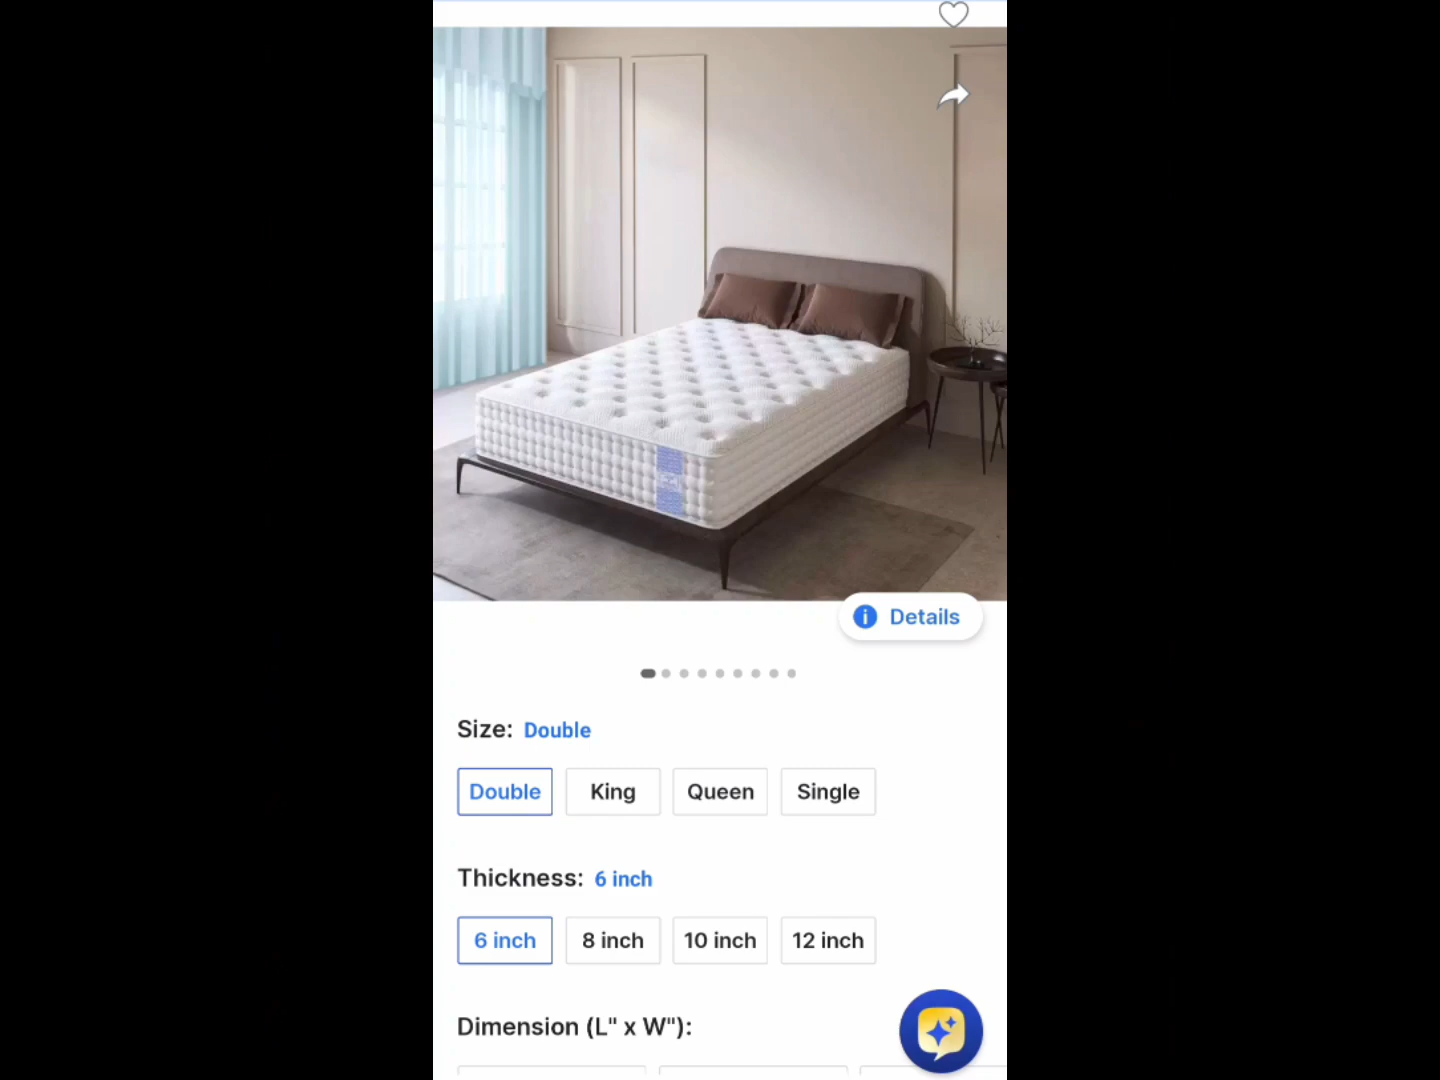 Details
Size: Double
Double King Queen Single
Thickness: 6 inch
6 inch 8 inch 10 inch 12 inch
Dimension (L" x W"):